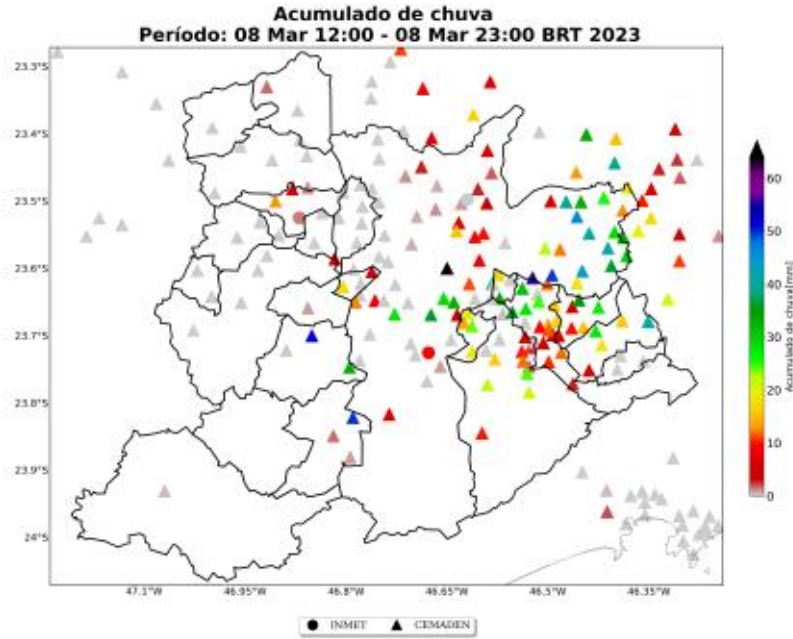 Acumulado de chuva
Período: 08 Mar 12:00 - 08 Mar 23:00 BRT 2023
23.3°S
23.4°S
23.5°S
23.6°S
23.7°S
23.8°S
23.9°S
24°S
47.1°W
46.95°W
46.8°W
46.65°W
46.5°W
46.35°W
60
50
40
30
20
10
0
Acumulado de chuva[mm]
INMET
CEMADEN